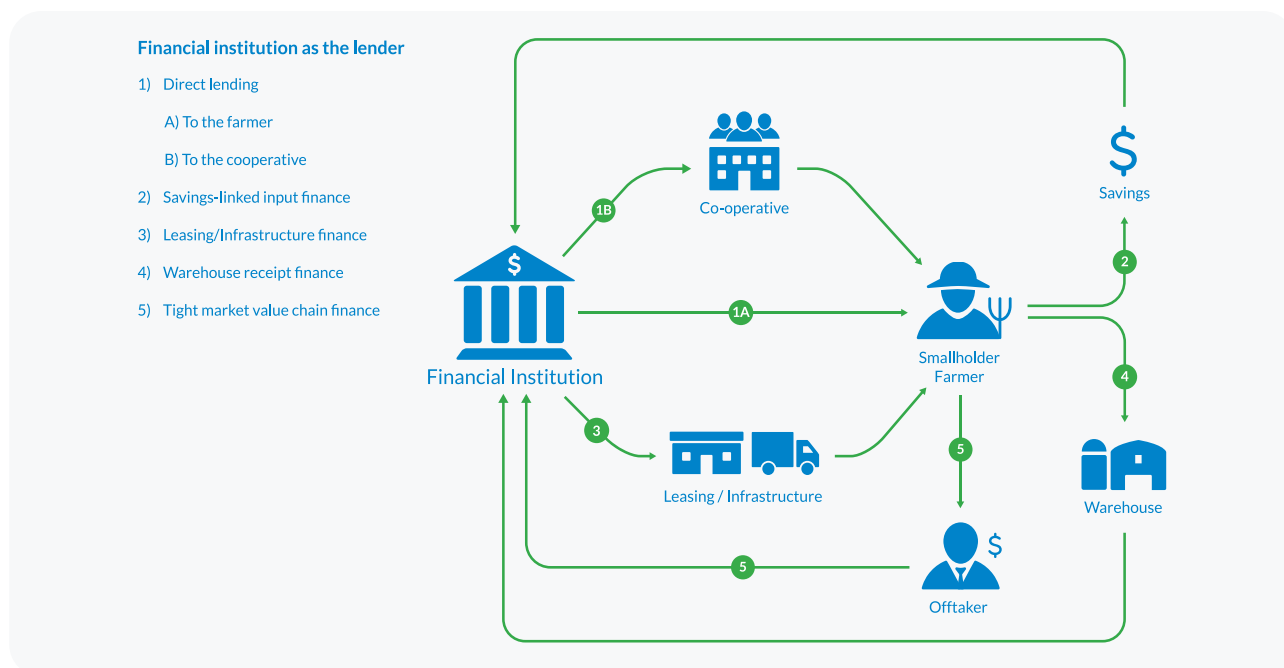 Financial institution as the lender
1) Direct lending
A) To the farmer
B) To the cooperative
2) Savings-linked input finance
3) Leasing/Infrastructure finance
4) Warehouse receipt finance
5) Tight market value chain finance
$
Savings
Co-operative
1B
2
$
1A
Financial Institution
Smallholder
Farmer
4
3
5
Leasing / Infrastructure
Warehouse
$
5
Offtaker